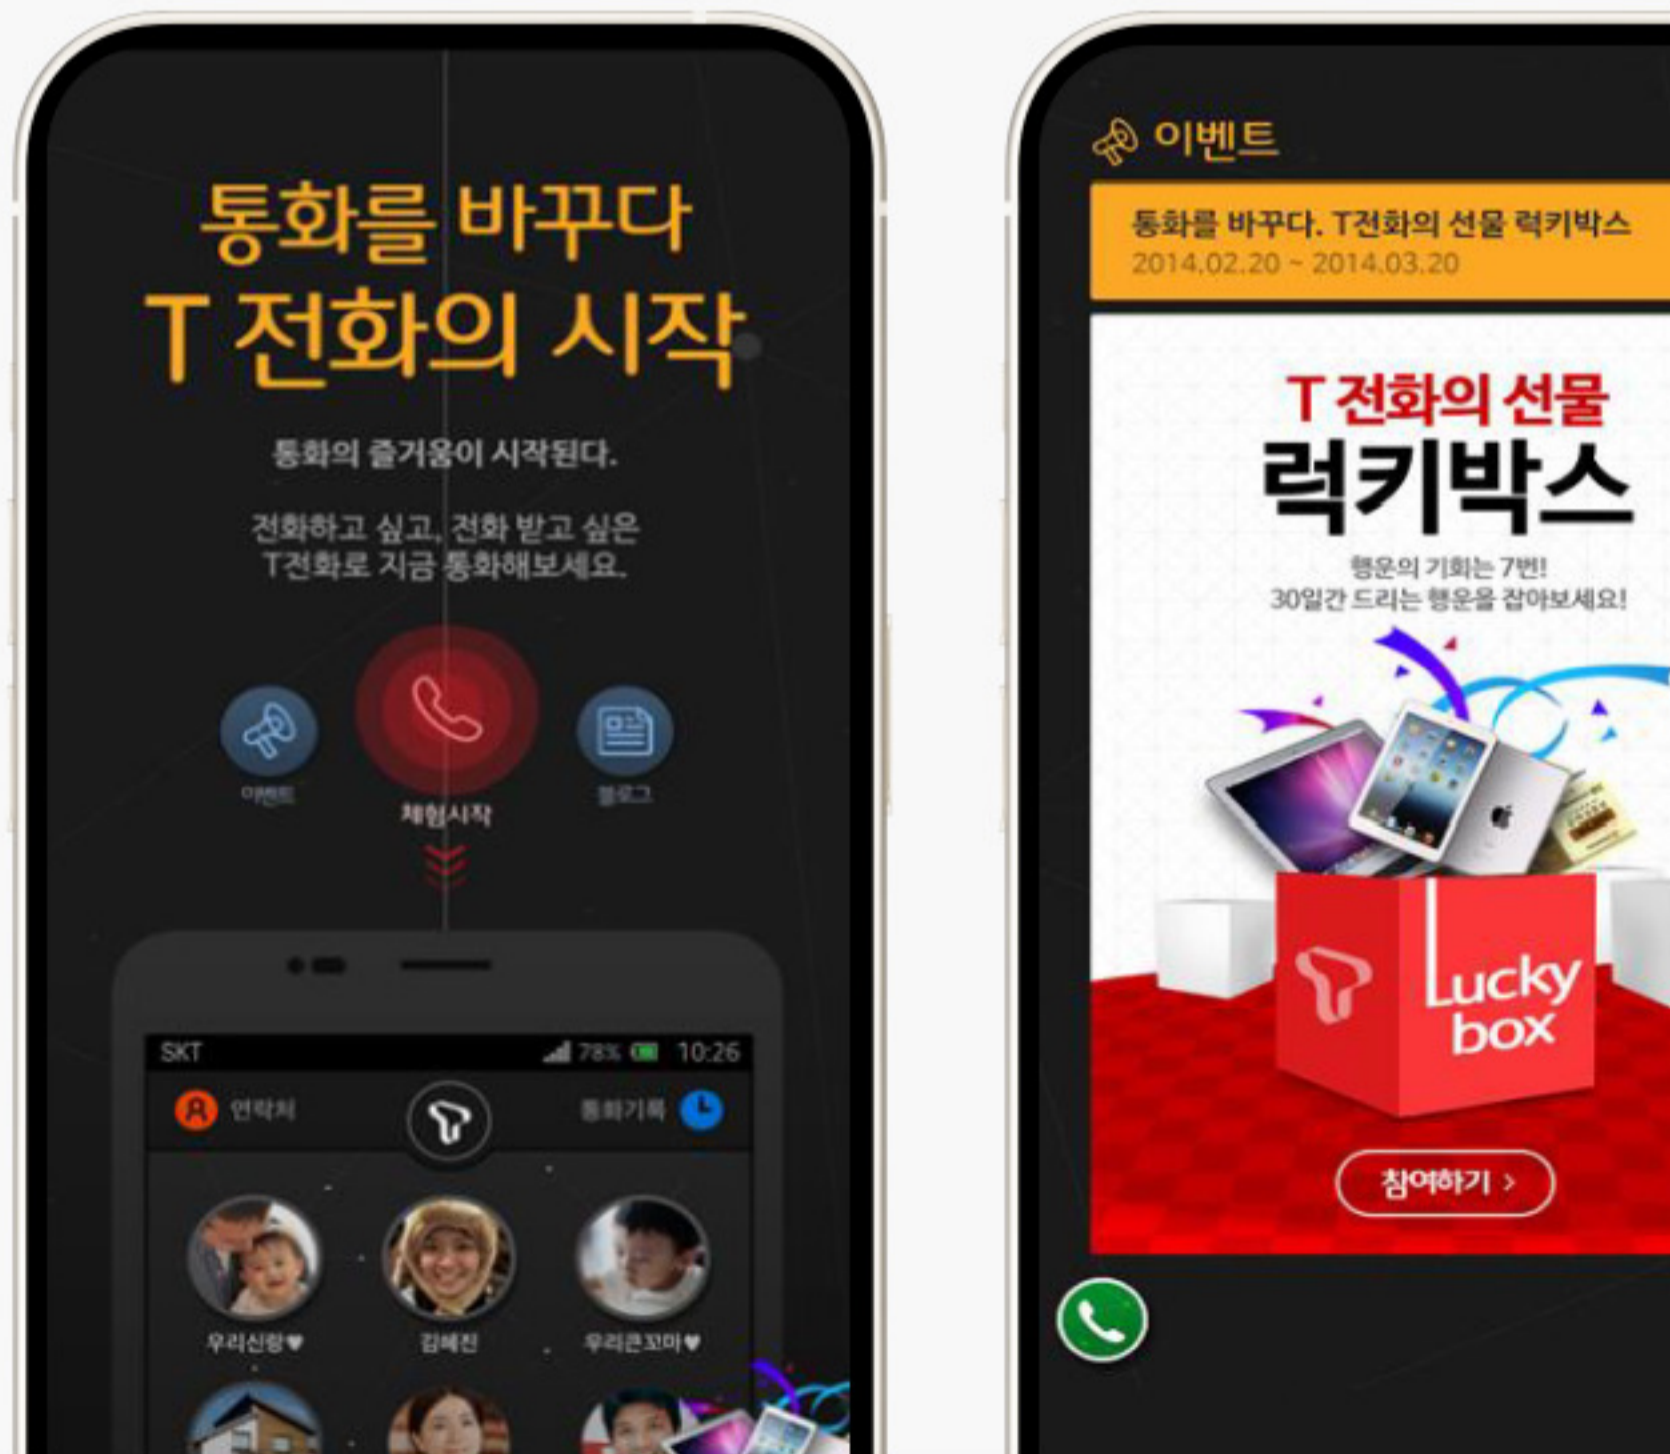 통화를 바꾸다
T 전화의 시작
통화의 즐거움이 시작된다.
전화하고 싶고, 전화 받고 싶은
T전화로 지금 통화해보세요.
이벤트
체험시작
블로그
SKT 78% 10:26
연락처
통화기록
우리신랑♥
김혜진
우리큰꼬마♥
이벤트
통화를 바꾸다. T전화의 선물 럭키박스
2014.02.20 ~ 2014.03.20
T 전화의 선물
럭키박스
행운의 기회는 7번!
30일간 드리는 행운을 잡아보세요!
Lucky
box
참여하기 >